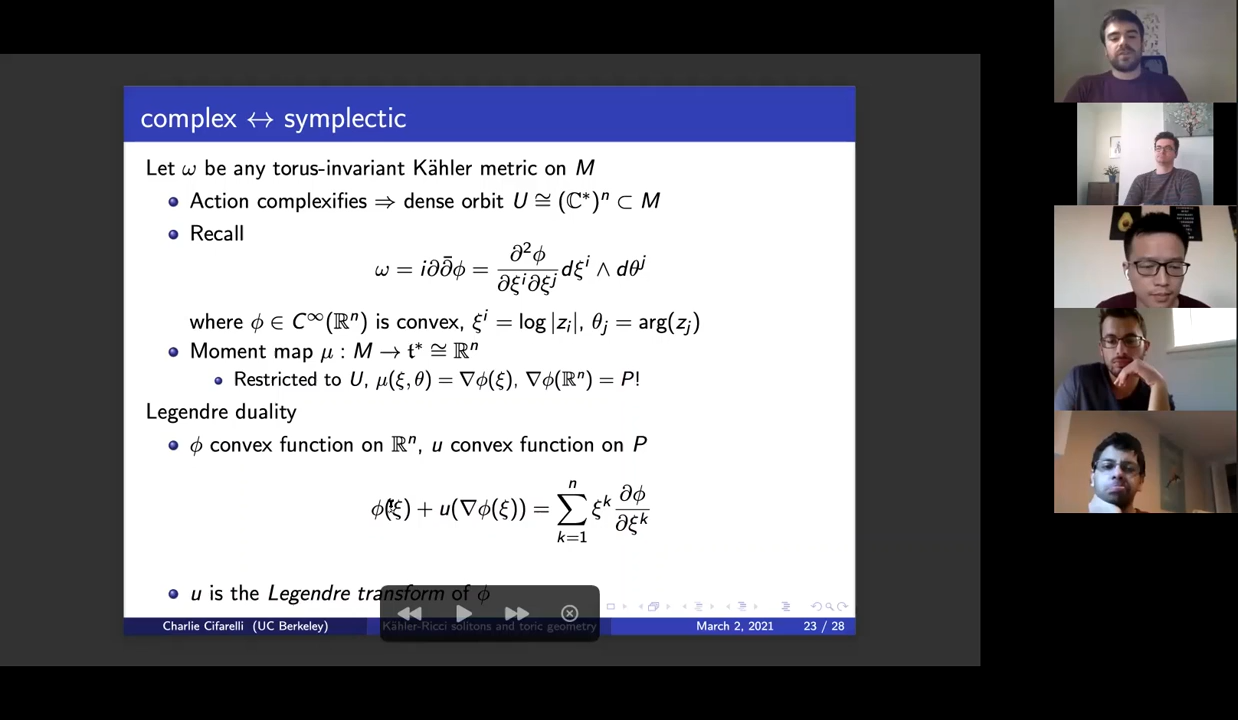 complex ↔ symplectic
Let ω be any torus-invariant Kähler metric on M
Action complexifies ⇒ dense orbit U ≅ (ℂ*)ⁿ ⊂ M
Recall
ω = i∂∂̄ϕ = ∂²ϕ/∂ξⁱ∂ξʲ dξⁱ ∧ dθʲ
where ϕ ∈ C^∞(ℝⁿ) is convex, ξⁱ = log |zᵢ|, θⱼ = arg(zⱼ)
Moment map μ : M → 𝔱* ≅ ℝⁿ
Restricted to U, μ(ξ, θ) = ∇ϕ(ξ), ∇ϕ(ℝⁿ) = P!
Legendre duality
ϕ convex function on ℝⁿ, u convex function on P
ϕ(ξ) + u(∇ϕ(ξ)) = ∑_{k=1}^{n} ξᵏ ∂ϕ/∂ξᵏ
u is the Legendre transform of ϕ
Charlie Cifarelli (UC Berkeley) Kähler-Ricci solitons and toric geometry March 2, 2021 23 / 28